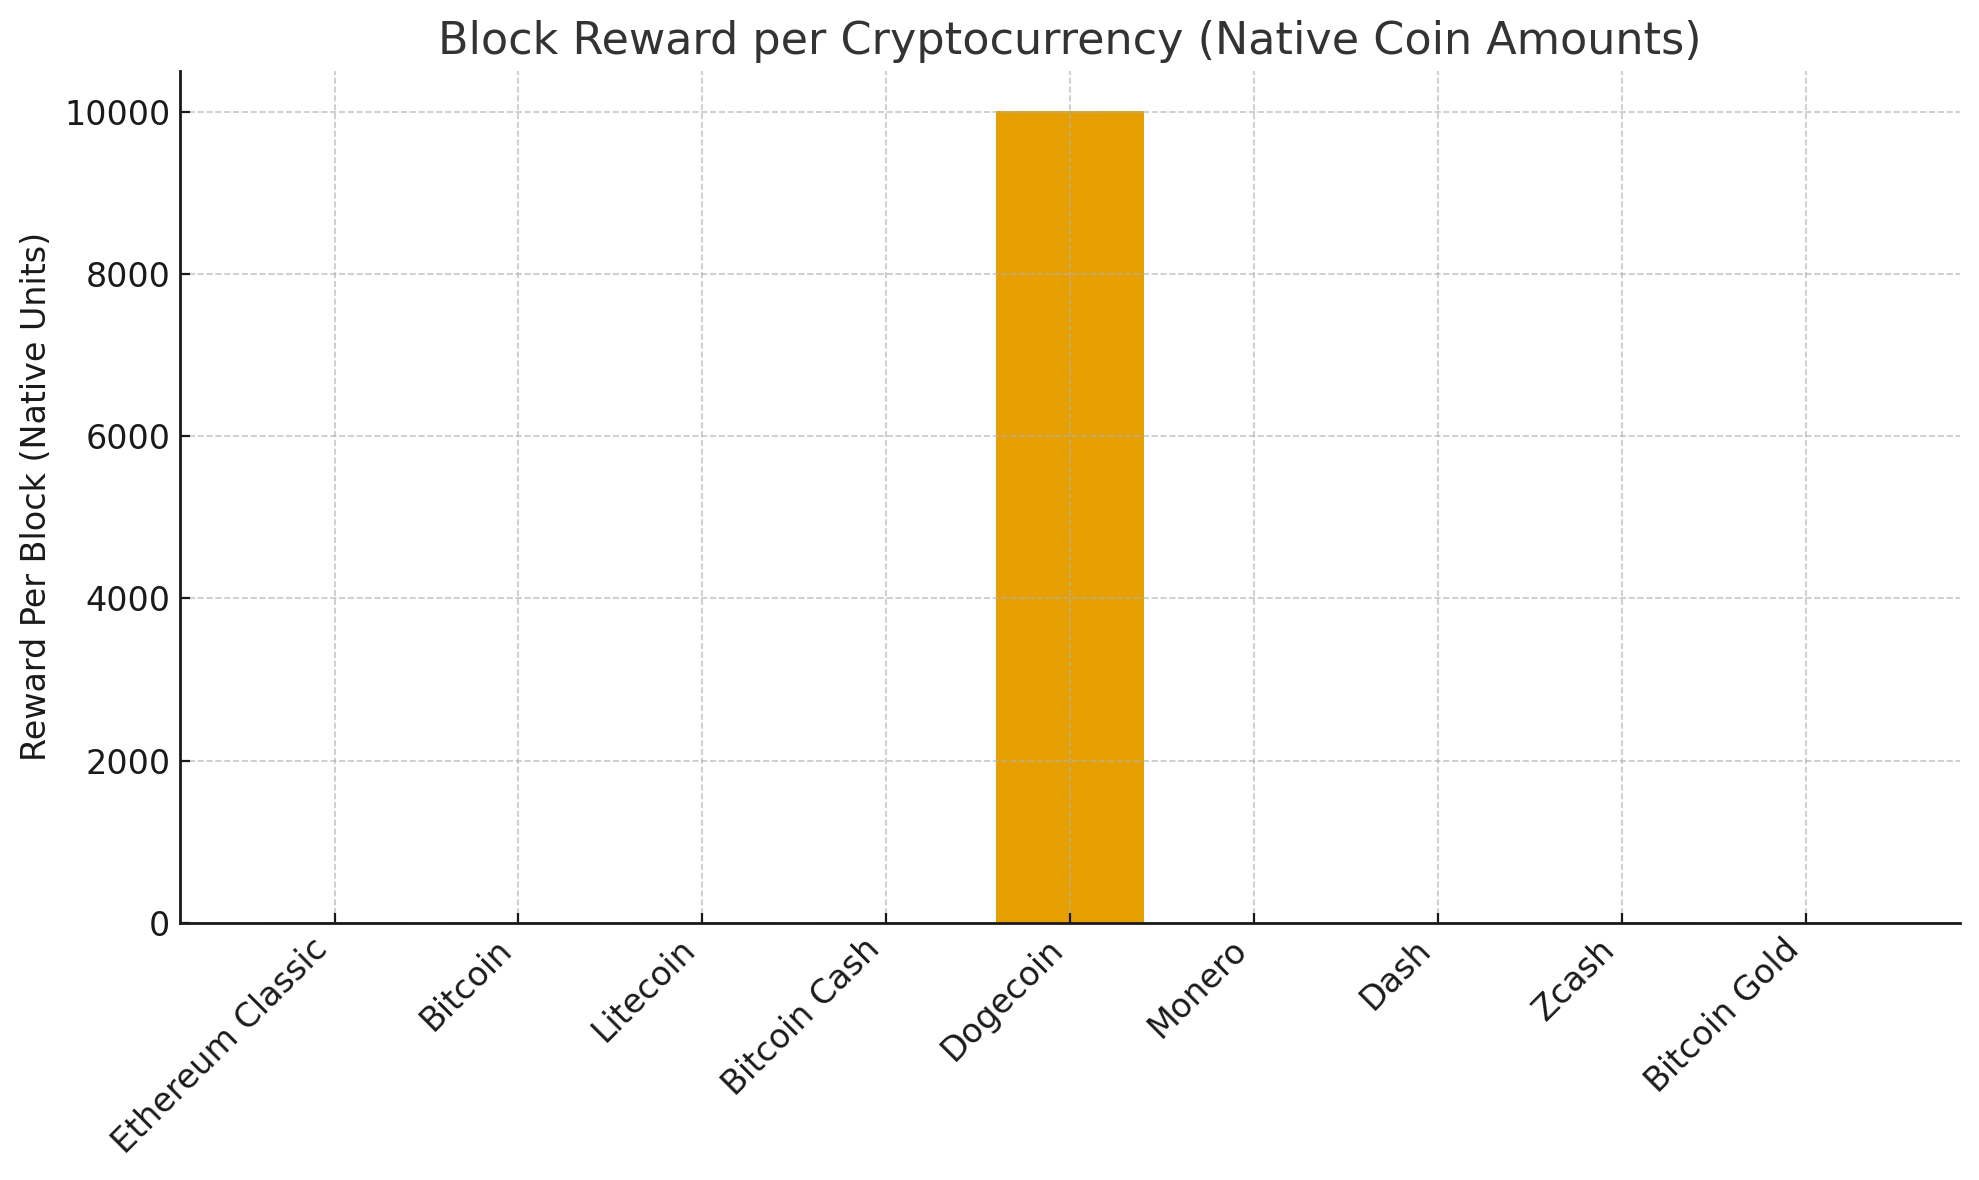 Block Reward per Cryptocurrency (Native Coin Amounts)
Reward Per Block (Native Units)
10000
8000
6000
4000
2000
0
Ethereum Classic
Bitcoin
Litecoin
Bitcoin Cash
Dogecoin
Monero
Dash
Zcash
Bitcoin Gold